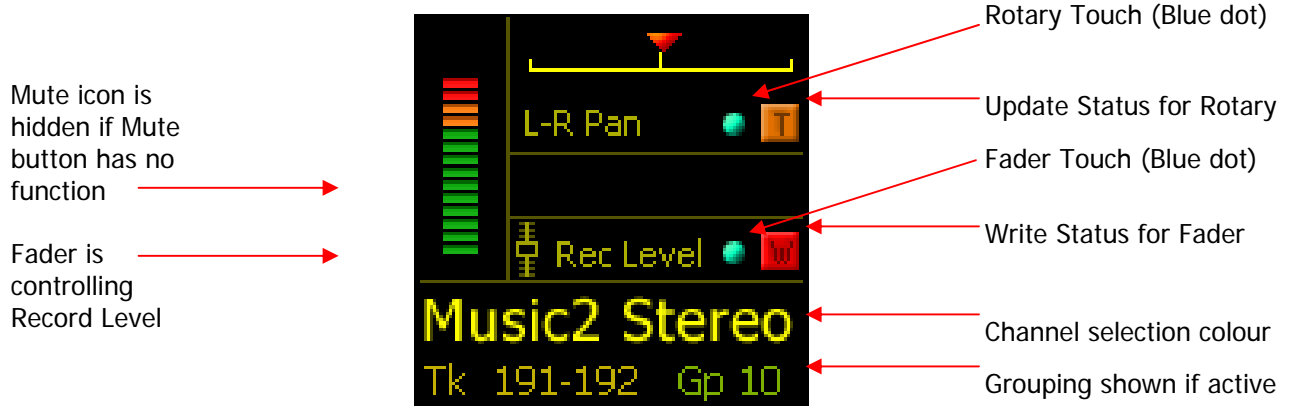 Mute icon is
hidden if Mute
button has no
function
Fader is
controlling
Record Level
L-R Pan
T
Rec Level
W
Music2 Stereo
Tk 191-192 Gp 10
Rotary Touch (Blue dot)
Update Status for Rotary
Fader Touch (Blue dot)
Write Status for Fader
Channel selection colour
Grouping shown if active